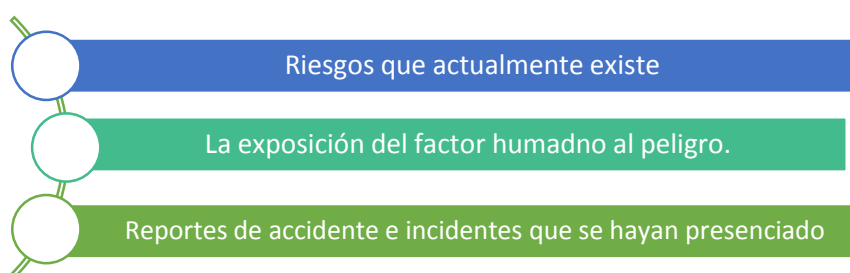 Riesgos que actualmente existe
La exposición del factor humadno al peligro.
Reportes de accidente e incidentes que se hayan presenciado